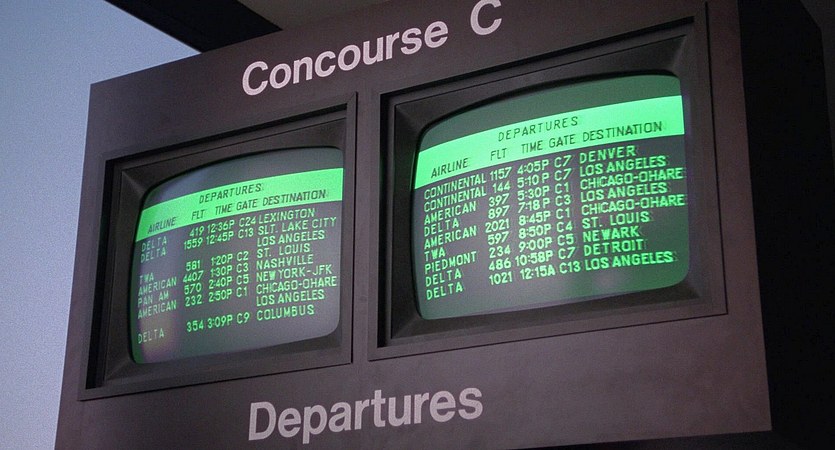 Concourse C
DEPARTURES
AIRLINE FLT TIME GATE DESTINATION
DELTA 419 12:36P C24 LEXINGTON
DELTA 1559 12:45P C13 SLT. LAKE CITY
LOS ANGELES
TWA 581 1:20P C2 ST. LOUIS
AMERICAN 4407 1:30P C3 NASHVILLE
PAN AM 570 2:40P C5 NEWYORK-JFK
AMERICAN 232 2:50P C1 CHICAGO-OHARE
LOS ANGELES
DELTA 354 3:09P C9 COLUMBUS
DEPARTURES
AIRLINE FLT TIME GATE DESTINATION
CONTINENTAL 1157 4:05P C7 DENVER
CONTINENTAL 144 5:10P C7 LOS ANGELES
AMERICAN 397 5:30P C1 CHICAGO-OHARE
DELTA 897 7:18P C3 LOS ANGELES
AMERICAN 2021 8:45P C1 CHICAGO-OHARE
TWA 597 8:50P C4 ST. LOUIS
PIEDMONT 234 9:00P C5 NEWARK
DELTA 486 10:58P C7 DETROIT
DELTA 1021 12:15A C13 LOS ANGELES
Departures